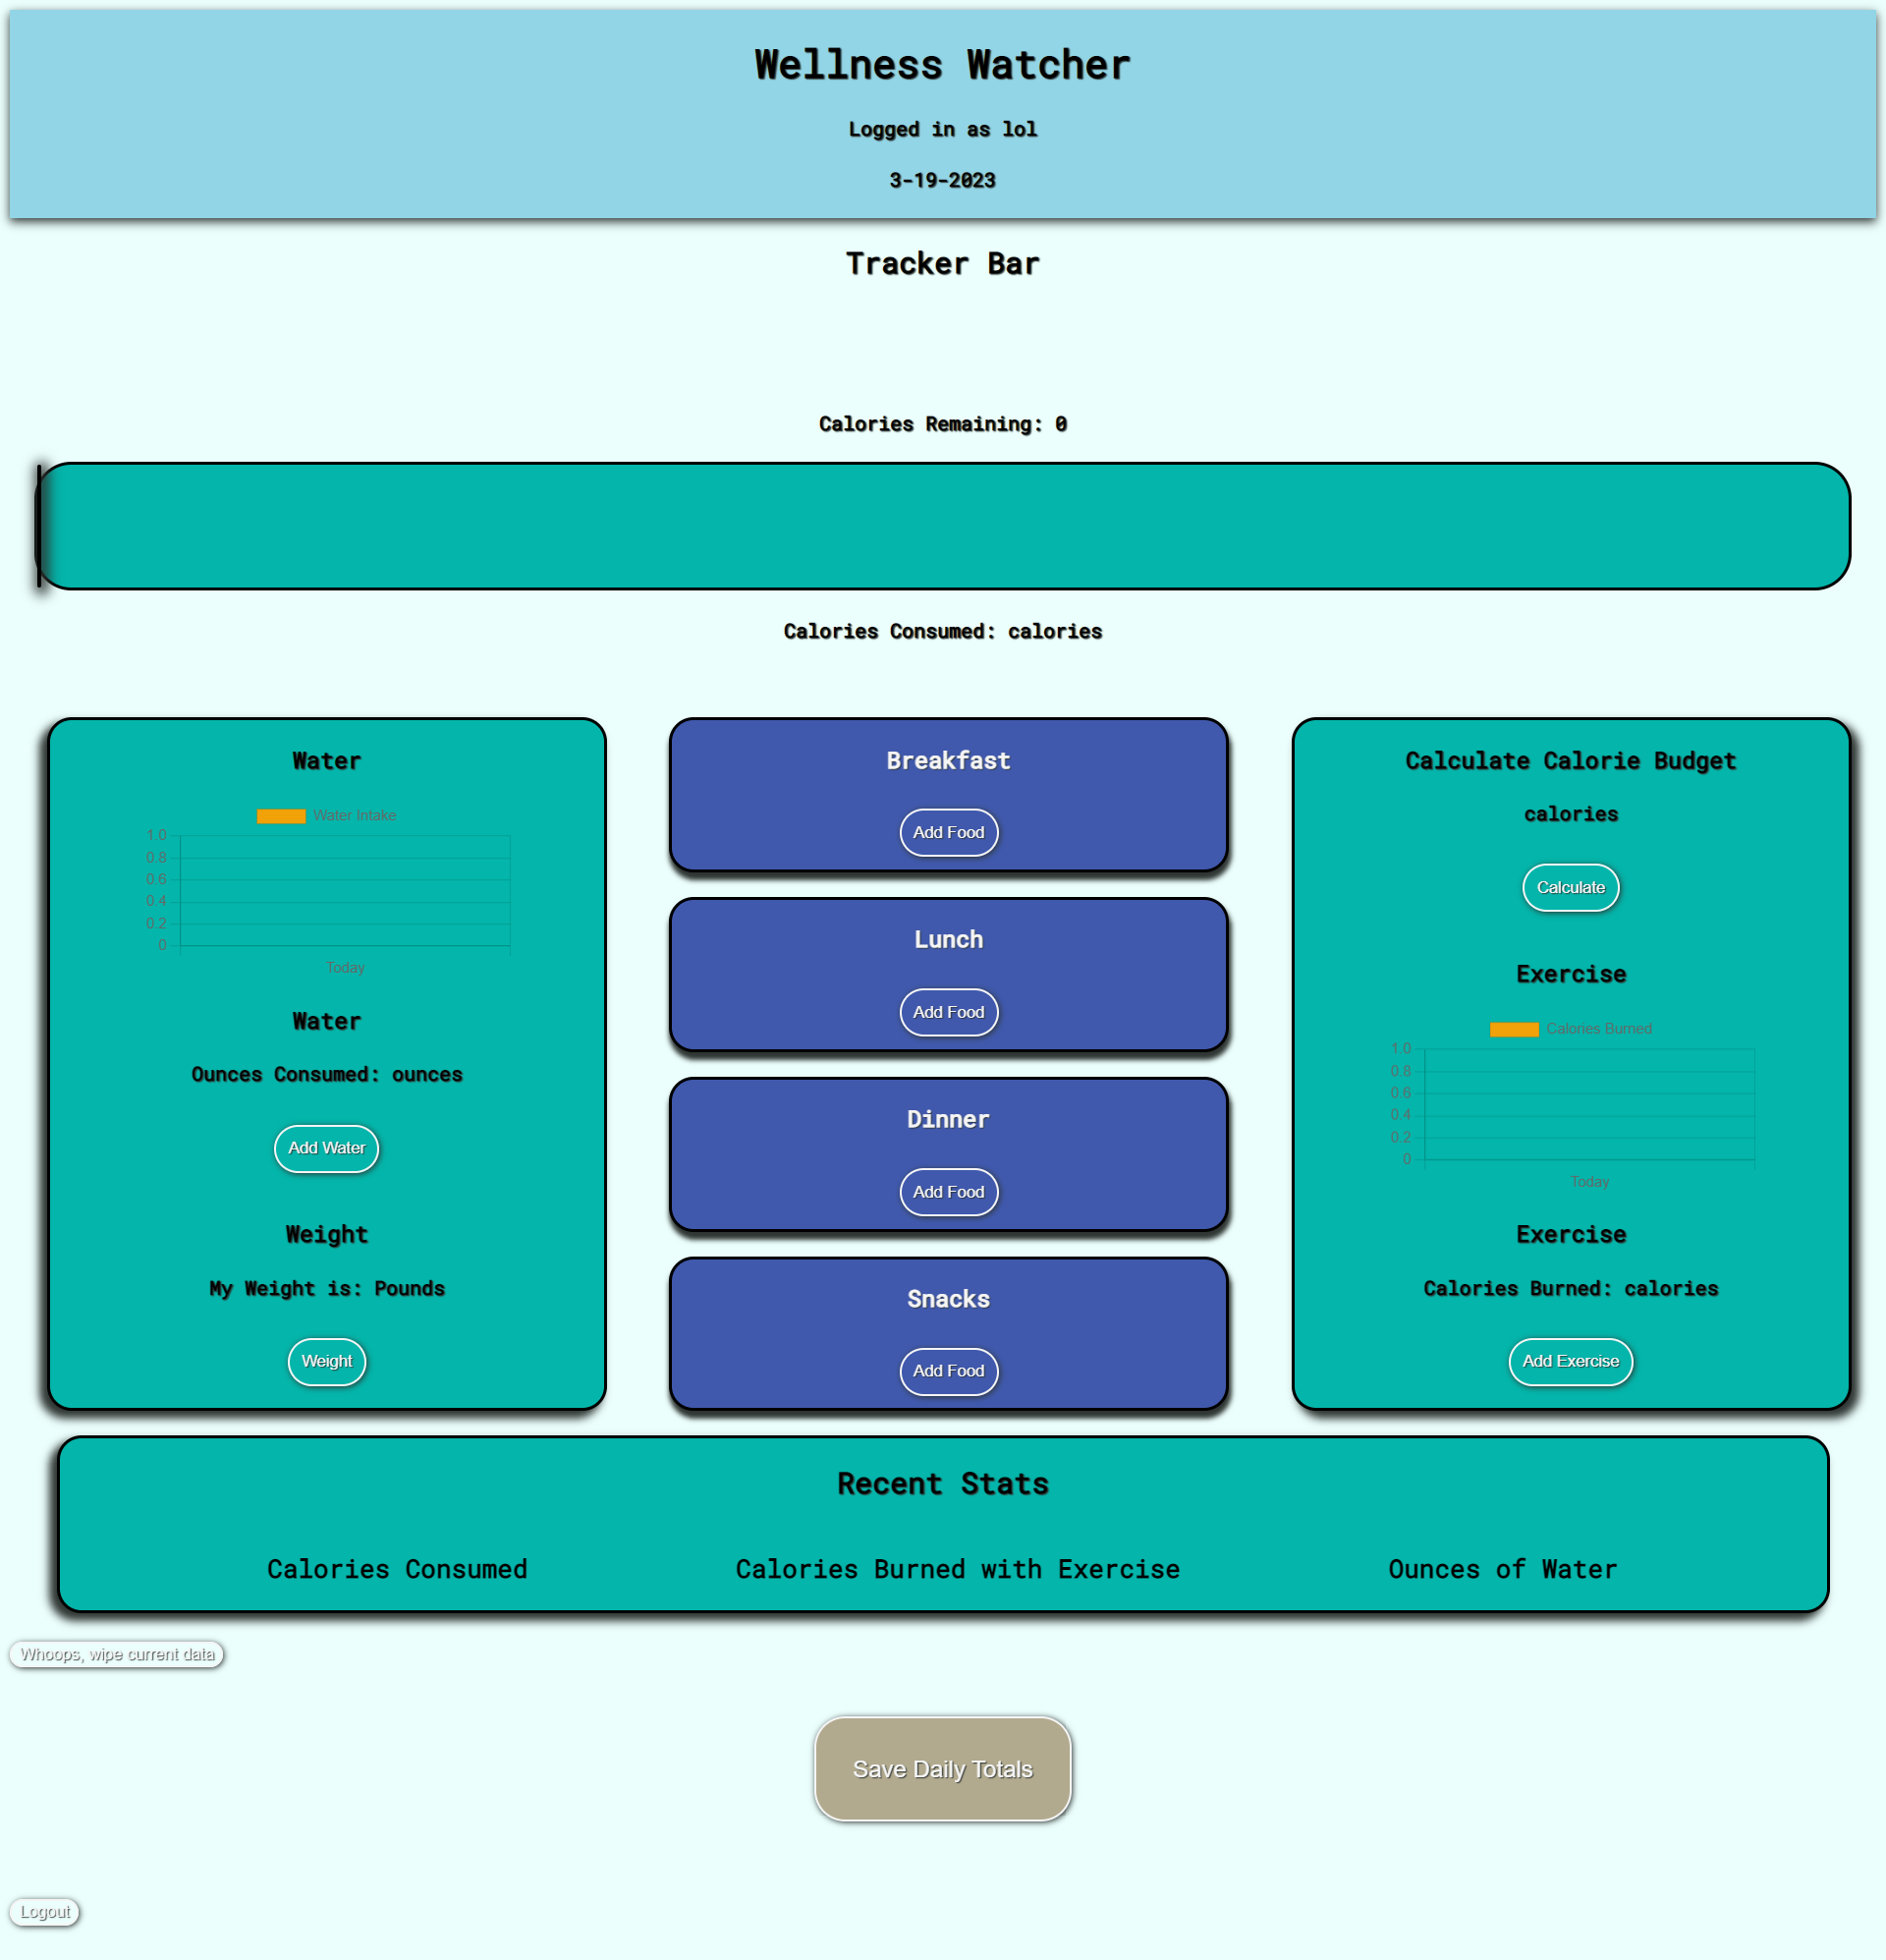 Wellness Watcher
Logged in as lol
3-19-2023
Tracker Bar
Calories Remaining: 0
Calories Consumed: calories
Water
Water Intake
1.0
0.8
0.6
0.4
0.2
0
Today
Water
Ounces Consumed: ounces
Add Water
Weight
My Weight is: Pounds
Weight
Breakfast
Add Food
Lunch
Add Food
Dinner
Add Food
Snacks
Add Food
Calculate Calorie Budget
calories
Calculate
Exercise
Calories Burned
1.0
0.8
0.6
0.4
0.2
0
Today
Exercise
Calories Burned: calories
Add Exercise
Recent Stats
Calories Consumed
Calories Burned with Exercise
Ounces of Water
Whoops, wipe current data
Save Daily Totals
Logout